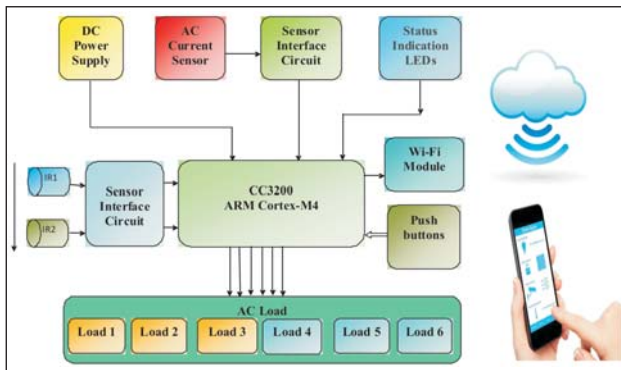 DC
Power
Supply
AC
Current
Sensor
Sensor
Interface
Circuit
Status
Indication
LEDs
IR1
IR2
Sensor
Interface
Circuit
CC3200
ARM Cortex-M4
Wi-Fi
Module
Push
buttons
AC Load
Load 1
Load 2
Load 3
Load 4
Load 5
Load 6